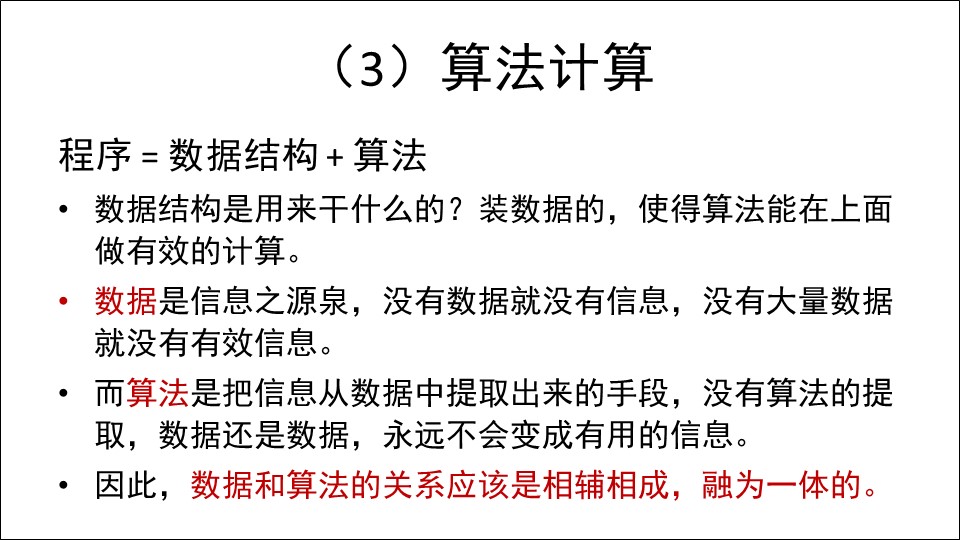 （3）算法计算
程序 = 数据结构 + 算法
• 数据结构是用来干什么的？装数据的，使得算法能在上面
做有效的计算。
• 数据是信息之源泉，没有数据就没有信息，没有大量数据
就没有有效信息。
• 而算法是把信息从数据中提取出来的手段，没有算法的提
取，数据还是数据，永远不会变成有用的信息。
• 因此，数据和算法的关系应该是相辅相成，融为一体的。